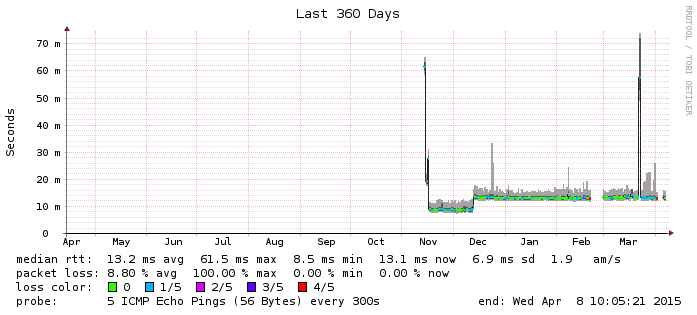 Last 360 Days
RRDTOOL / TOBI OETIKER
Seconds
70 m
60 m
50 m
40 m
30 m
20 m
10 m
0
Apr May Jun Jul Aug Sep Oct Nov Dec Jan Feb Mar
median rtt: 13.2 ms avg 61.5 ms max 8.5 ms min 13.1 ms now 6.9 ms sd 1.9 am/s
packet loss: 8.80 % avg 100.00 % max 0.00 % min 0.00 % now
loss color: 0 1/5 2/5 3/5 4/5
probe: 5 ICMP Echo Pings (56 Bytes) every 300s end: Wed Apr 8 10:05:21 2015